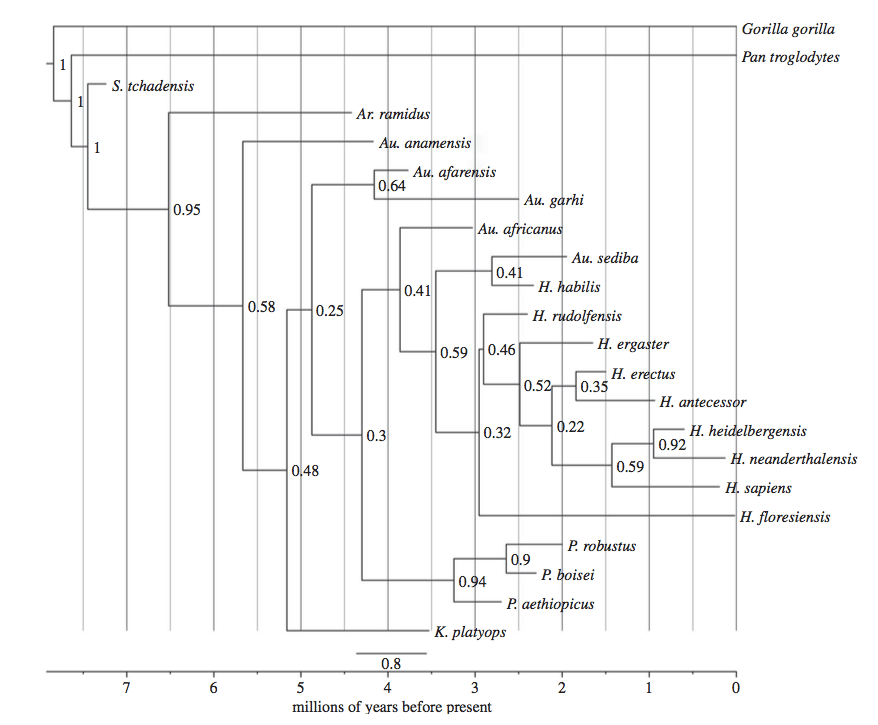 Gorilla gorilla
Pan troglodytes
1
S. tchadensis
1
Ar. ramidus
Au. anamensis
1
Au. afarensis
0.64
Au. garhi
0.95
Au. africanus
Au. sediba
0.41
H. habilis
0.41
0.58
0.25
H. rudolfensis
H. ergaster
0.46
0.59
H. erectus
0.52
0.35
H. antecessor
0.22
H. heidelbergensis
0.3
0.32
0.92
H. neanderthalensis
0.59
0.48
H. sapiens
H. floresiensis
P. robustus
0.9
P. boisei
0.94
P. aethiopicus
K. platyops
0.8
7 6 5 4 3 2 1 0
millions of years before present